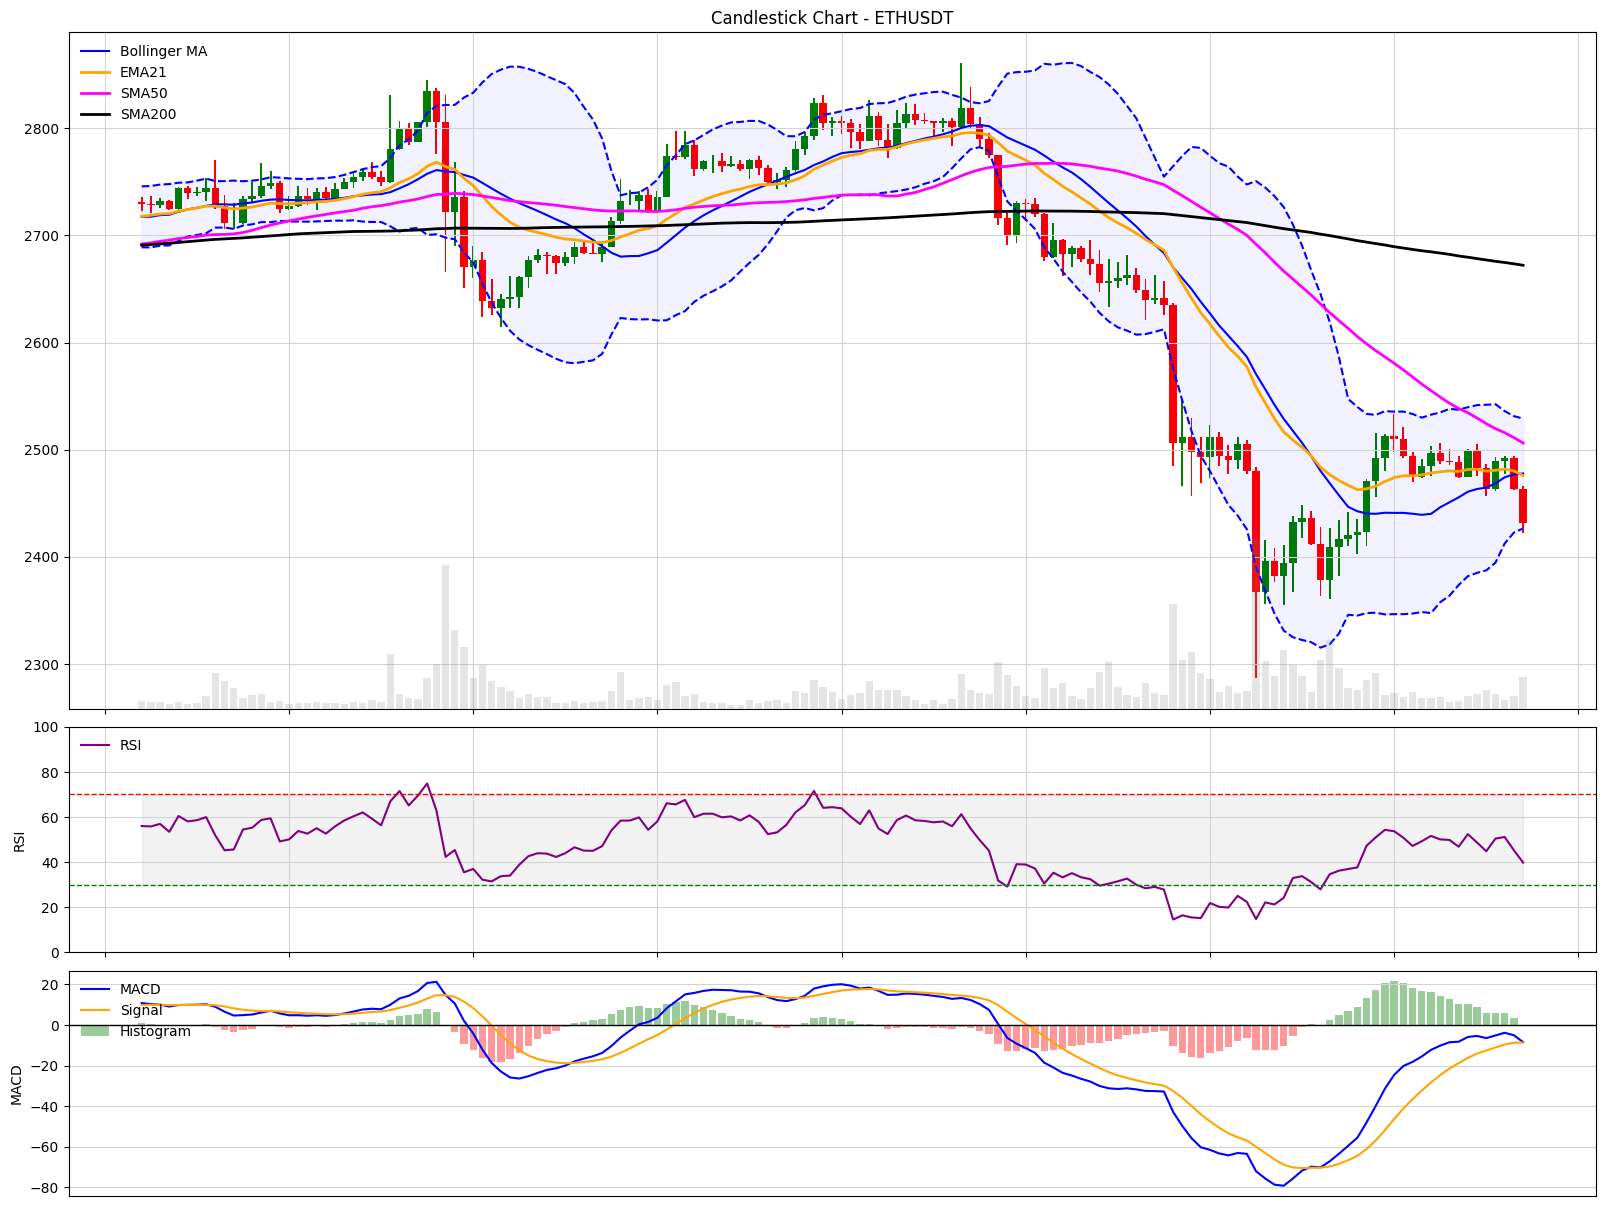 Candlestick Chart - ETHUSDT
Bollinger MA
EMA21
SMA50
SMA200
2800
2700
2600
2500
2400
2300
RSI
100
80
60
40
20
0
RSI
MACD
Signal
Histogram
20
0
−20
−40
−60
−80
MACD